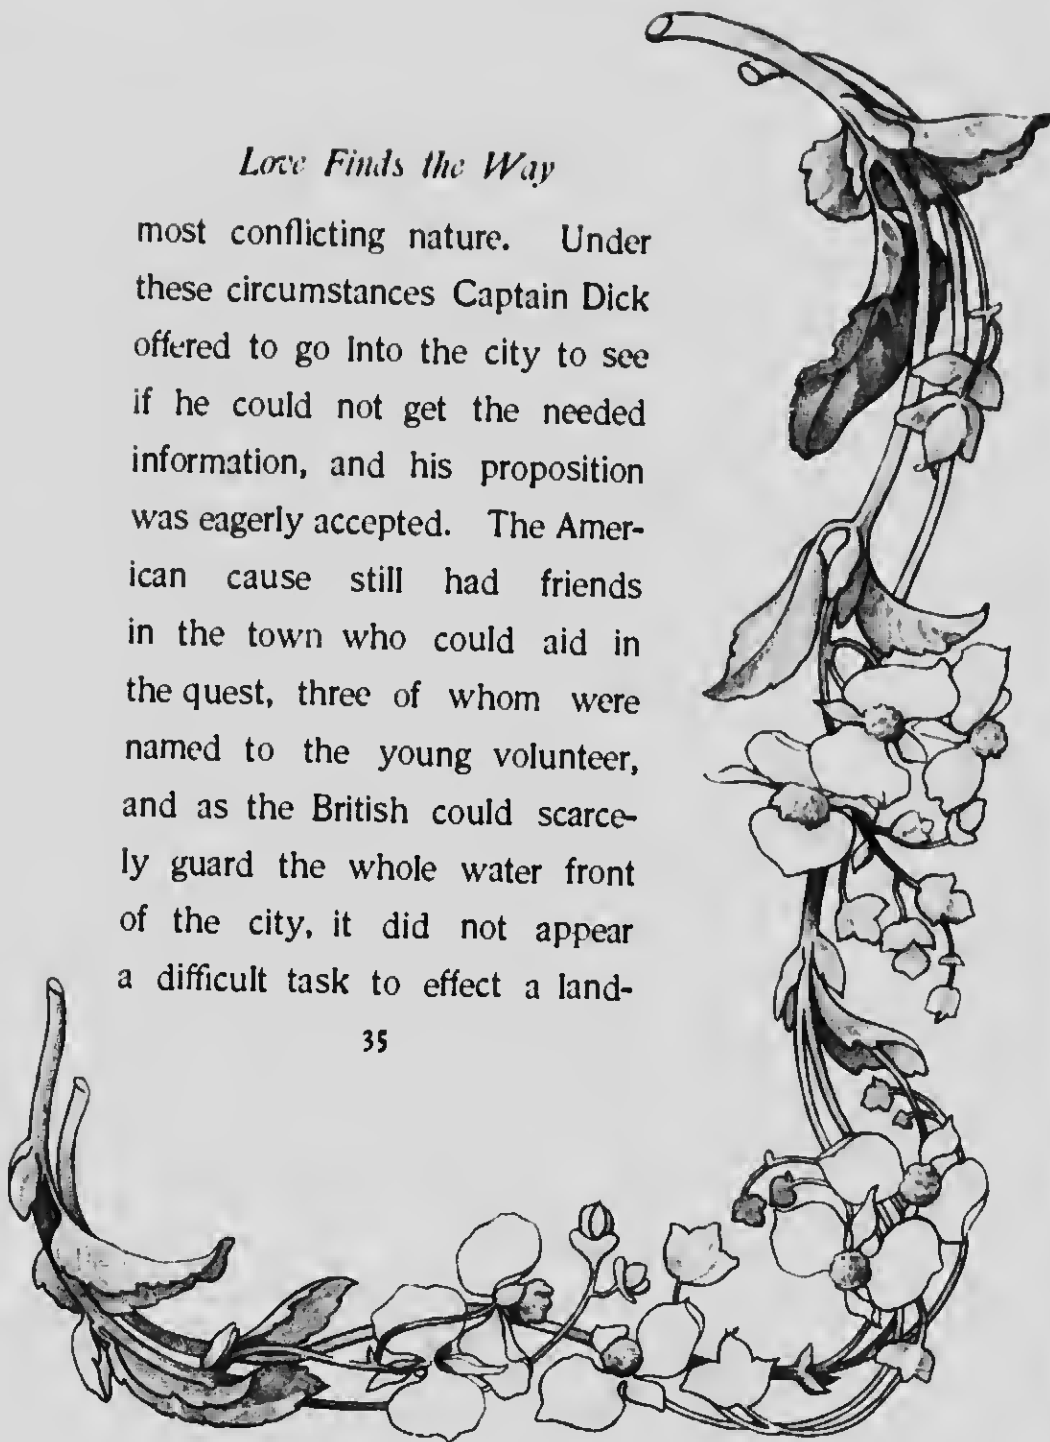 Love Finds the Way
most conflicting nature. Under
these circumstances Captain Dick
offered to go into the city to see
if he could not get the needed
information, and his proposition
was eagerly accepted. The Amer-
ican cause still had friends
in the town who could aid in
the quest, three of whom were
named to the young volunteer,
and as the British could scarce-
ly guard the whole water front
of the city, it did not appear
a difficult task to effect a land-
35